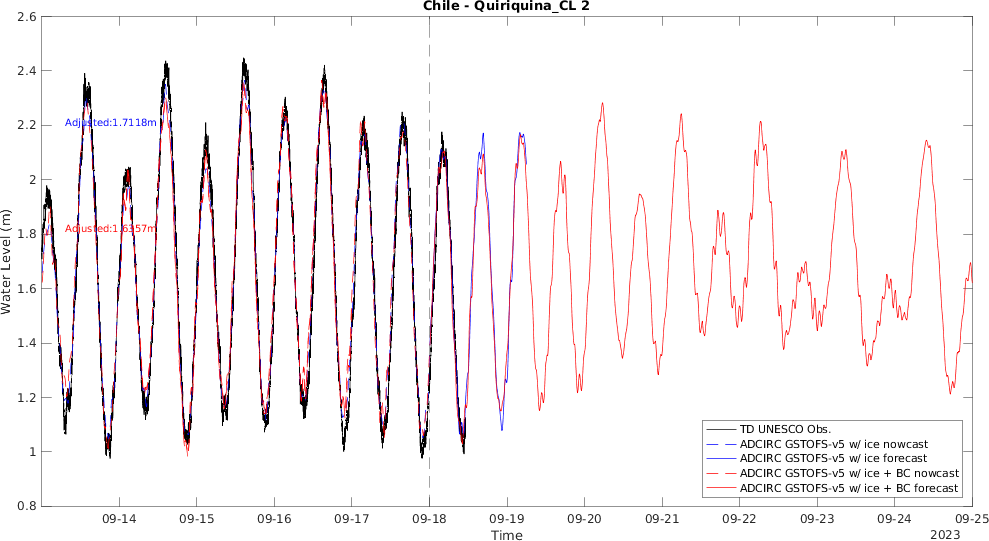 Chile - Quiriquina_CL 2
2.6
2.4
2.2
2
1.8
1.6
1.4
1.2
1
0.8
Water Level (m)
Adjusted:1.7118m
Adjusted:1.6357m
TD UNESCO Obs.
ADCIRC GSTOFS-v5 w/ ice nowcast
ADCIRC GSTOFS-v5 w/ ice forecast
ADCIRC GSTOFS-v5 w/ ice + BC nowcast
ADCIRC GSTOFS-v5 w/ ice + BC forecast
09-14 09-15 09-16 09-17 09-18 09-19 09-20 09-21 09-22 09-23 09-24 09-25
Time
2023